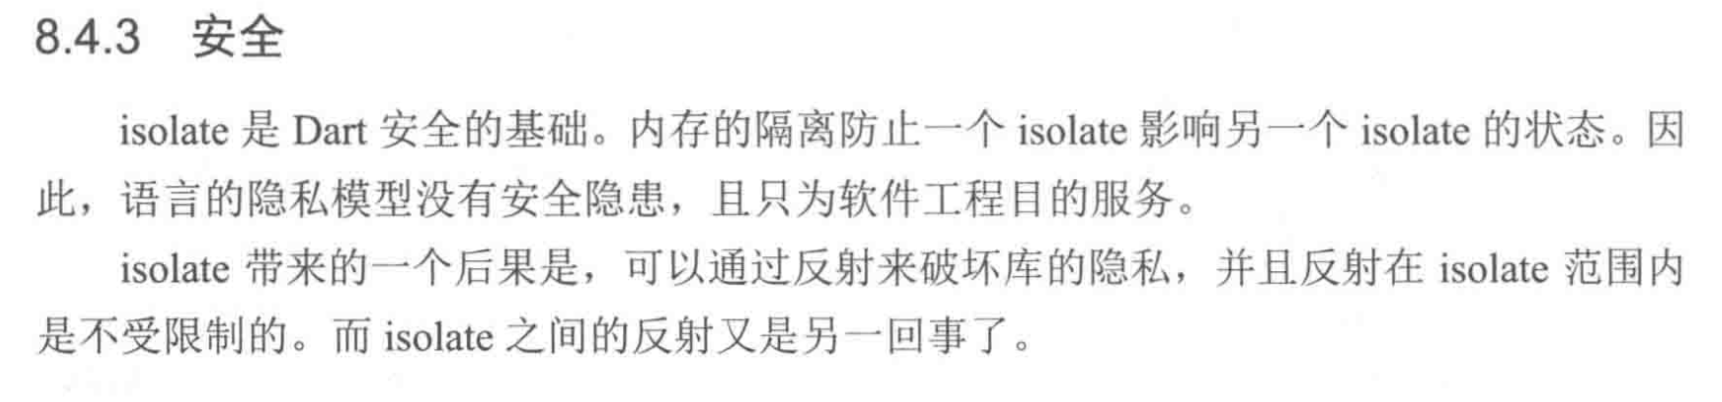 8.4.3 安全
isolate 是 Dart 安全的基础。内存的隔离防止一个 isolate 影响另一个 isolate 的状态。因
此，语言的隐私模型没有安全隐患，且只为软件工程目的服务。
isolate 带来的一个后果是，可以通过反射来破坏库的隐私，并且反射在 isolate 范围内
是不受限制的。而 isolate 之间的反射又是另一回事了。